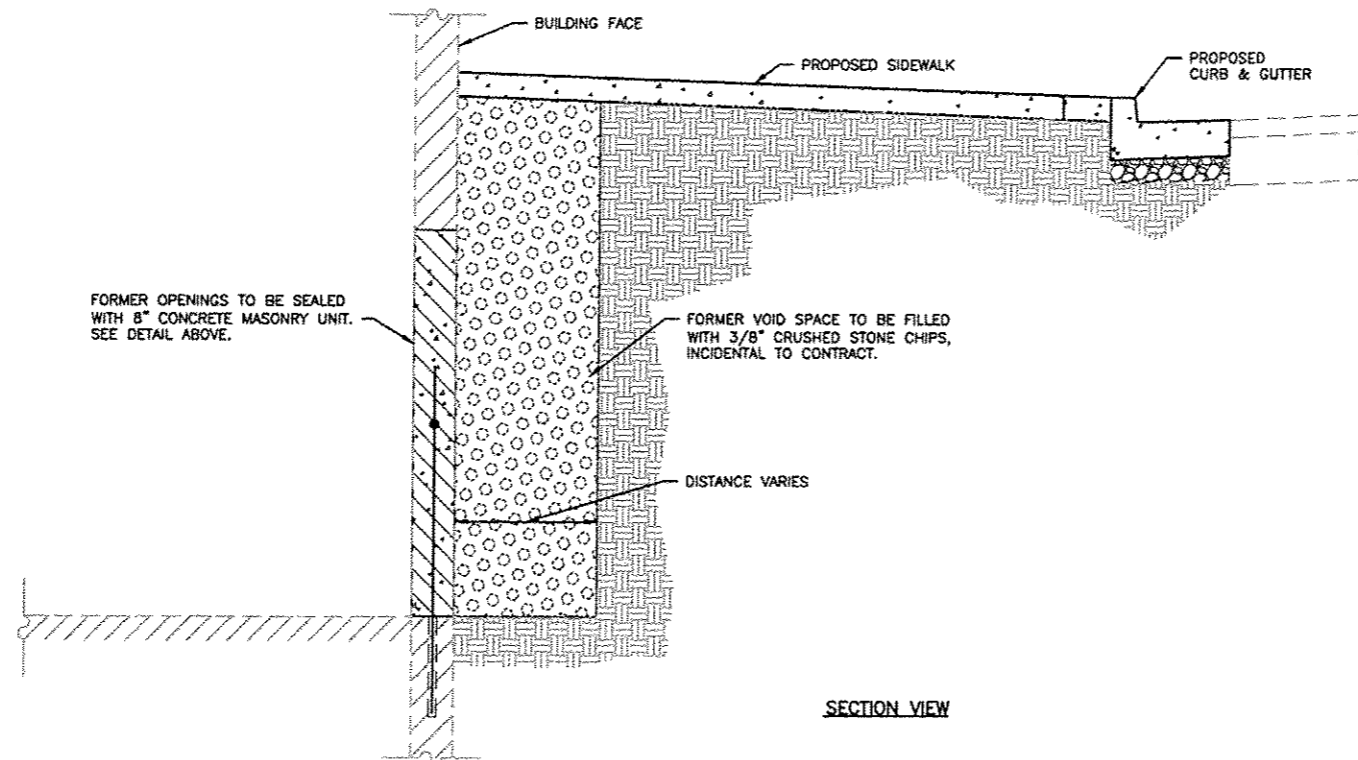 BUILDING FACE
PROPOSED SIDEWALK
PROPOSED
CURB & GUTTER
FORMER OPENINGS TO BE SEALED
WITH 8" CONCRETE MASONRY UNIT.
SEE DETAIL ABOVE.
FORMER VOID SPACE TO BE FILLED
WITH 3/8" CRUSHED STONE CHIPS,
INCIDENTAL TO CONTRACT.
DISTANCE VARIES
SECTION VIEW